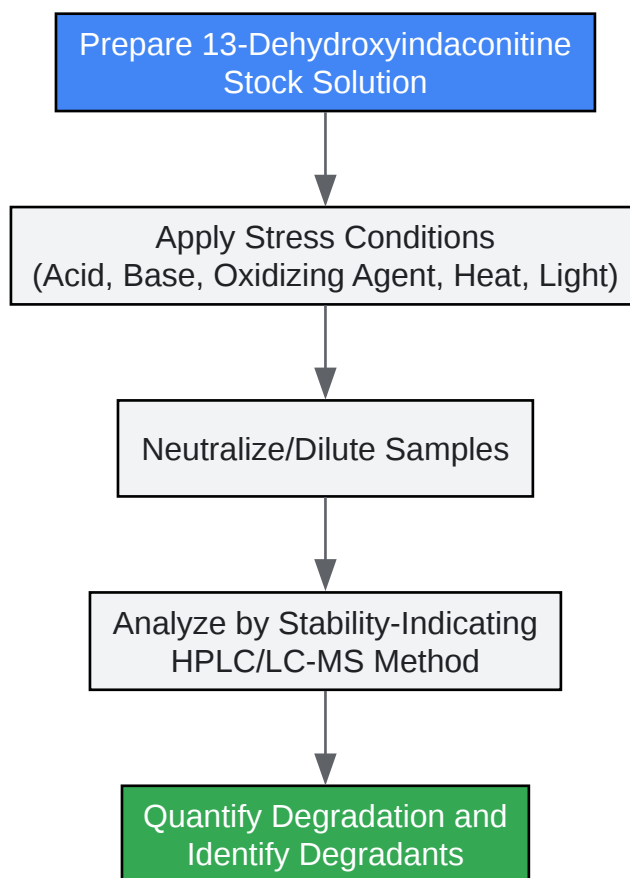 Prepare 13-Dehydroxyindaconitine
Stock Solution
Apply Stress Conditions
(Acid, Base, Oxidizing Agent, Heat, Light)
Neutralize/Dilute Samples
Analyze by Stability-Indicating
HPLC/LC-MS Method
Quantify Degradation and
Identify Degradants